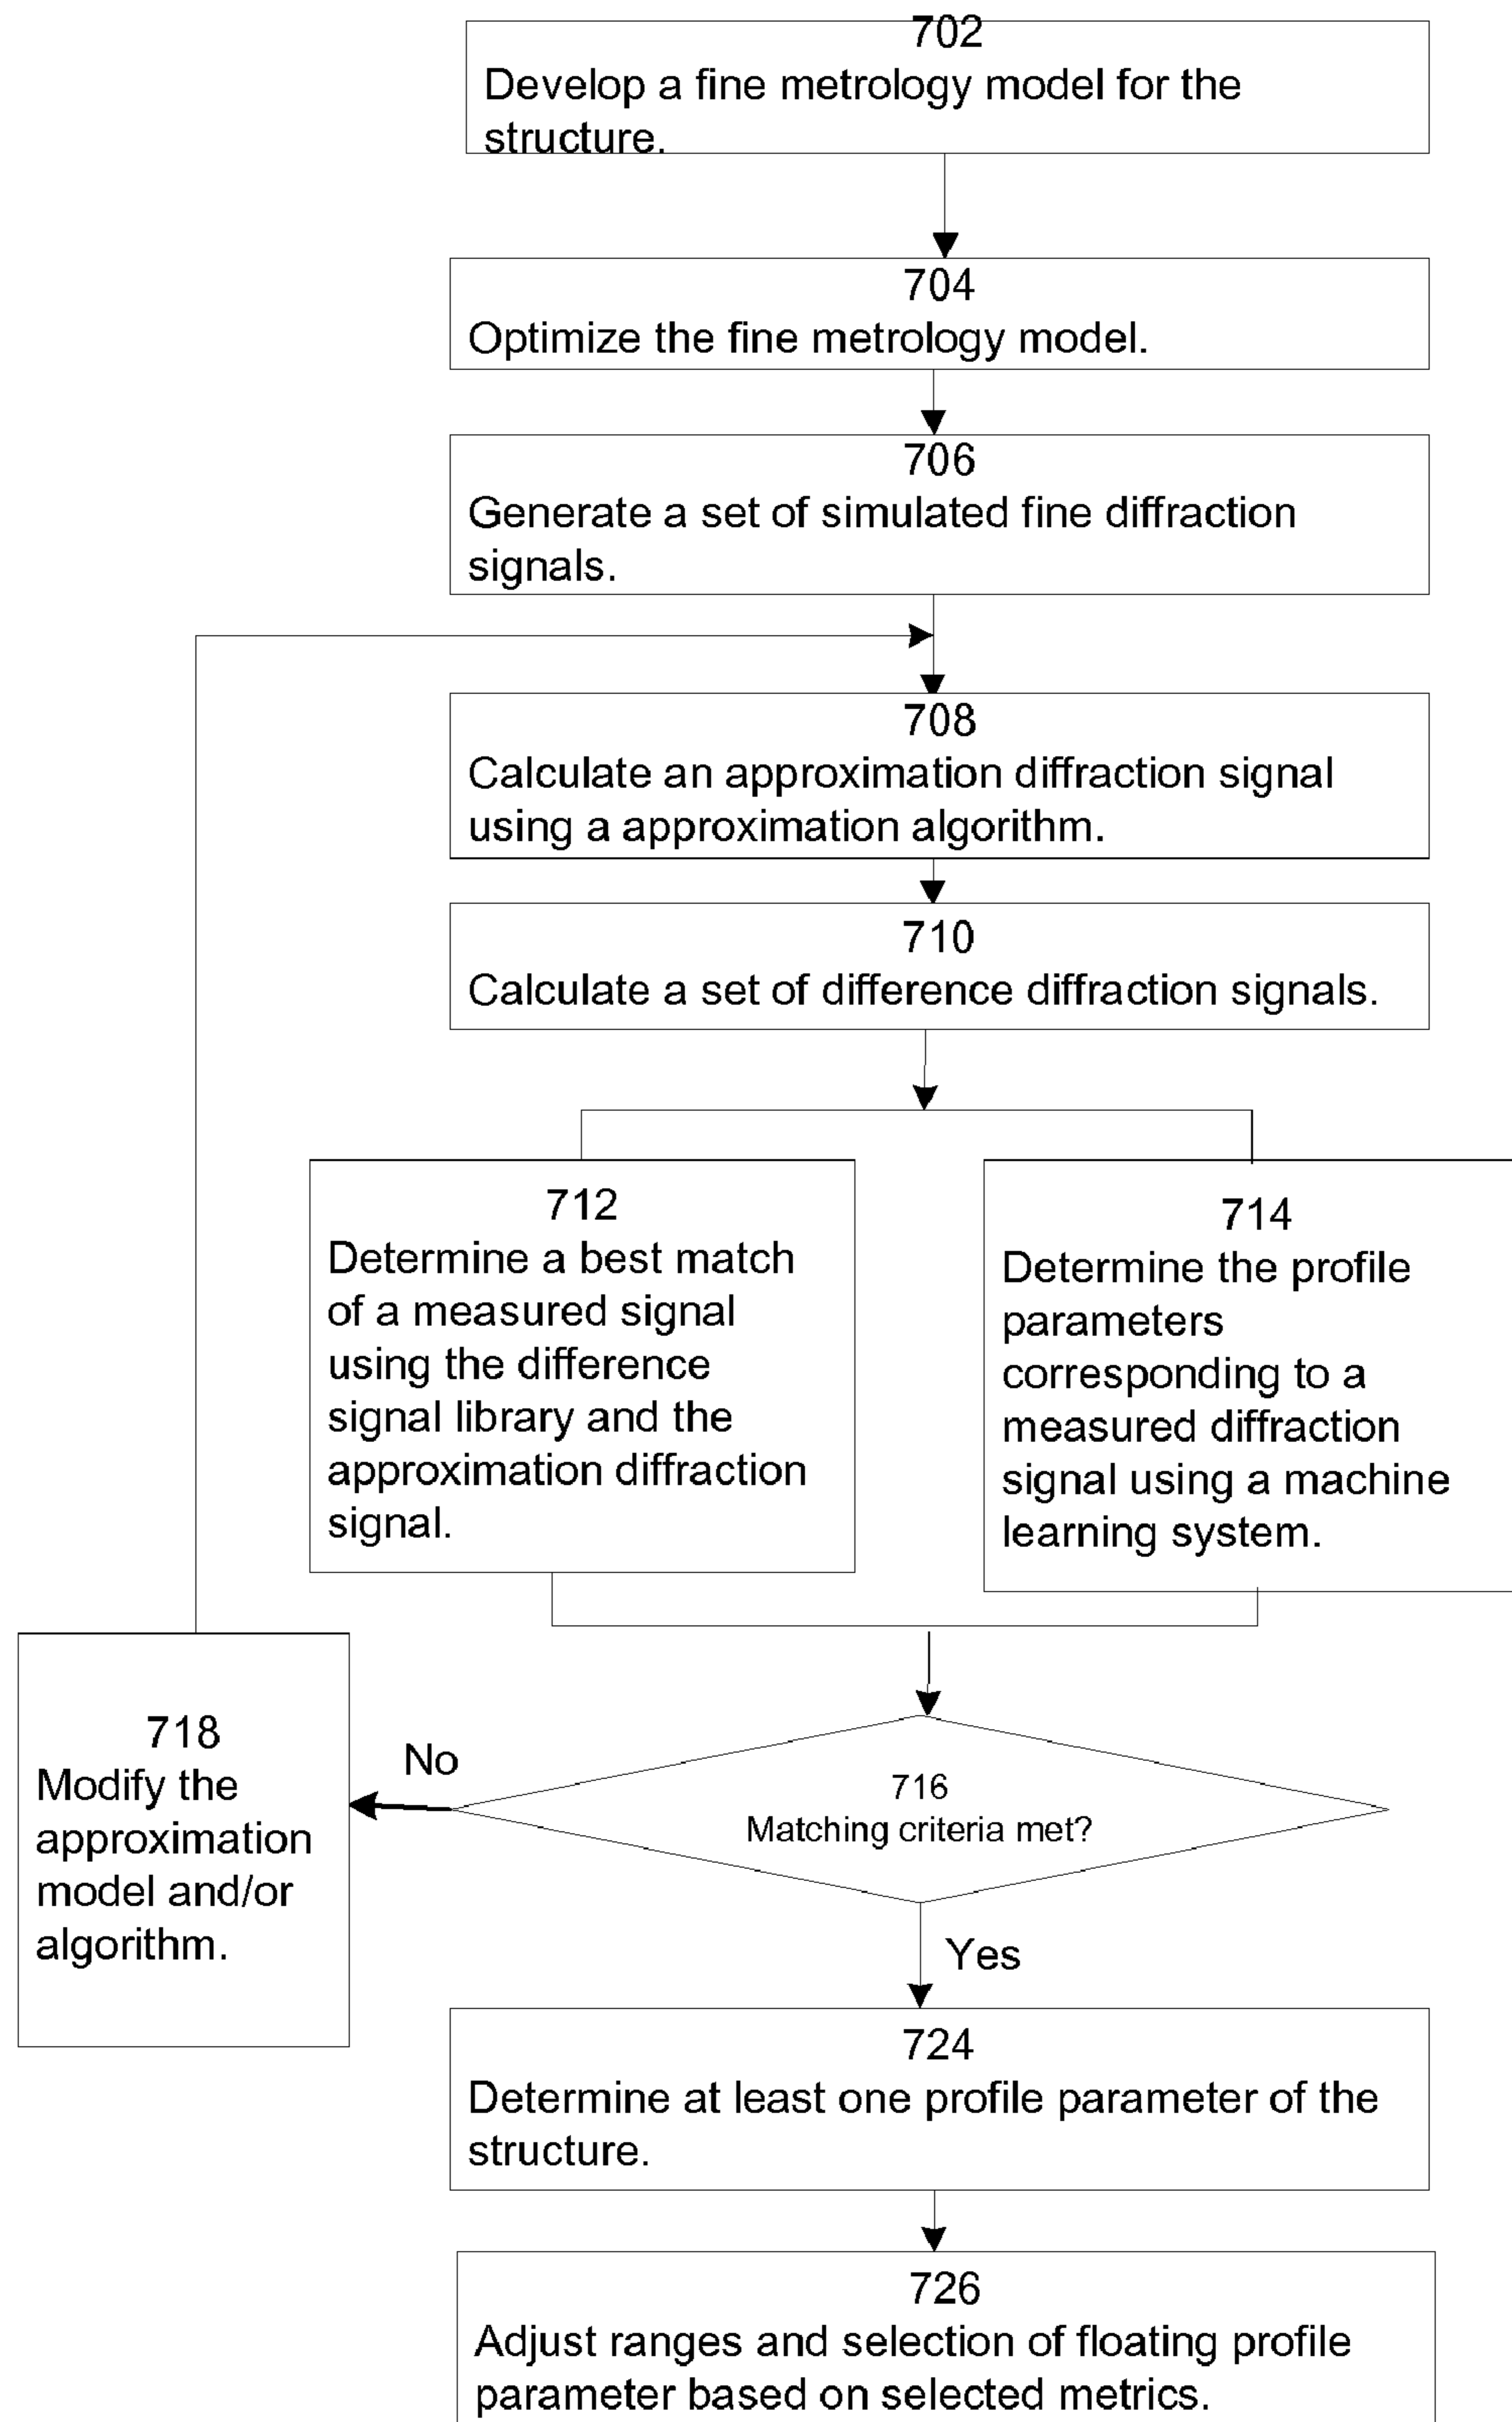 702
Develop a fine metrology model for the
structure.
704
Optimize the fine metrology model.
706
Generate a set of simulated fine diffraction
signals.
708
Calculate an approximation diffraction signal
using a approximation algorithm.
710
Calculate a set of difference diffraction signals.
712
Determine a best match
of a measured signal
using the difference
signal library and the
approximation diffraction
signal.
714
Determine the profile
parameters
corresponding to a
measured diffraction
signal using a machine
learning system.
716
Matching criteria met?
No
718
Modify the
approximation
model and/or
algorithm.
Yes
724
Determine at least one profile parameter of the
structure.
726
Adjust ranges and selection of floating profile
parameter based on selected metrics.